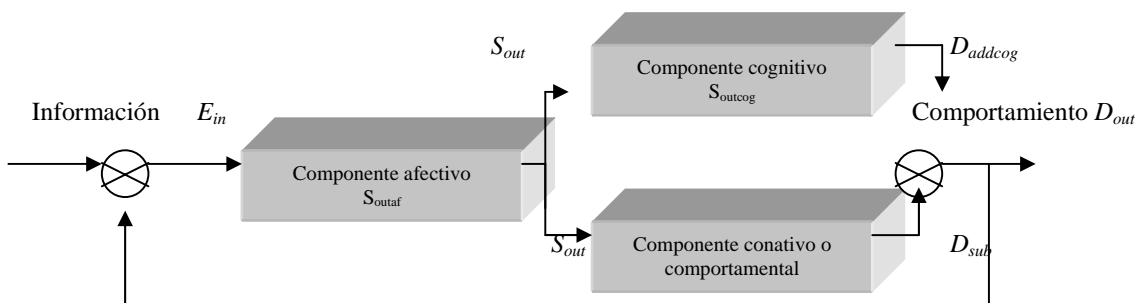 S_out
Componente cognitivo
S_outcog
D_addcog
Información
E_in
Comportamiento D_out
Componente afectivo
S_outaf
S_out
Componente conativo o
comportamental
D_sub